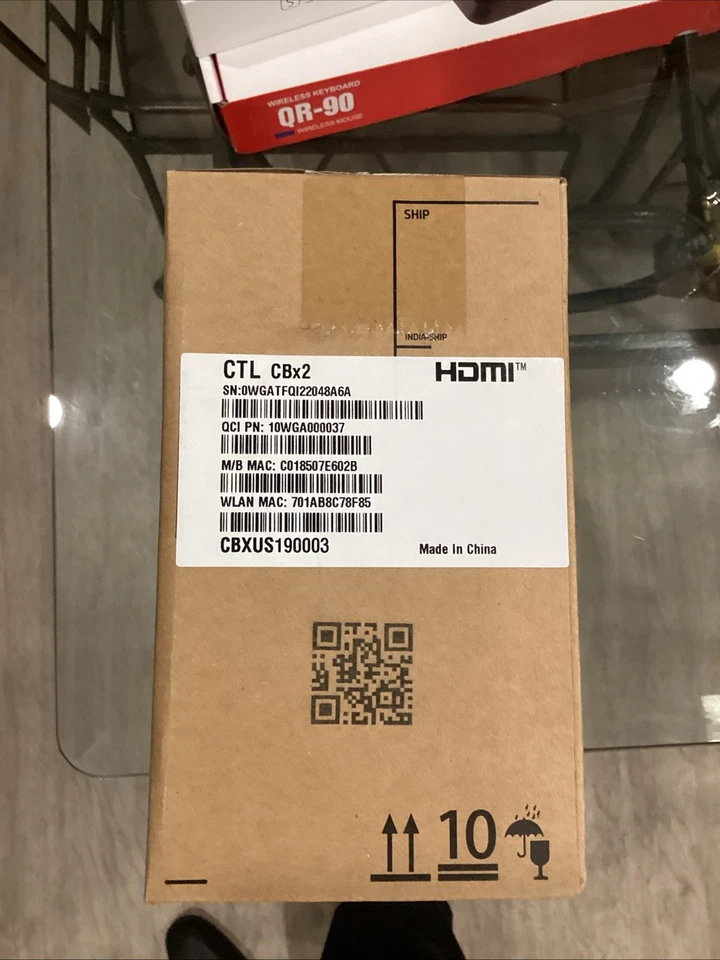 WIRELESS KEYBOARD
QR-90
WIRELESS MOUSE
SHIP
INDIA-SHIP
CTL CBx2
HDMI™
SN:0WGATFQI22048A6A
QCI PN: 10WGA000037
M/B MAC: C018507E602B
WLAN MAC: 701AB8C78F85
CBXUS190003
Made In China
10